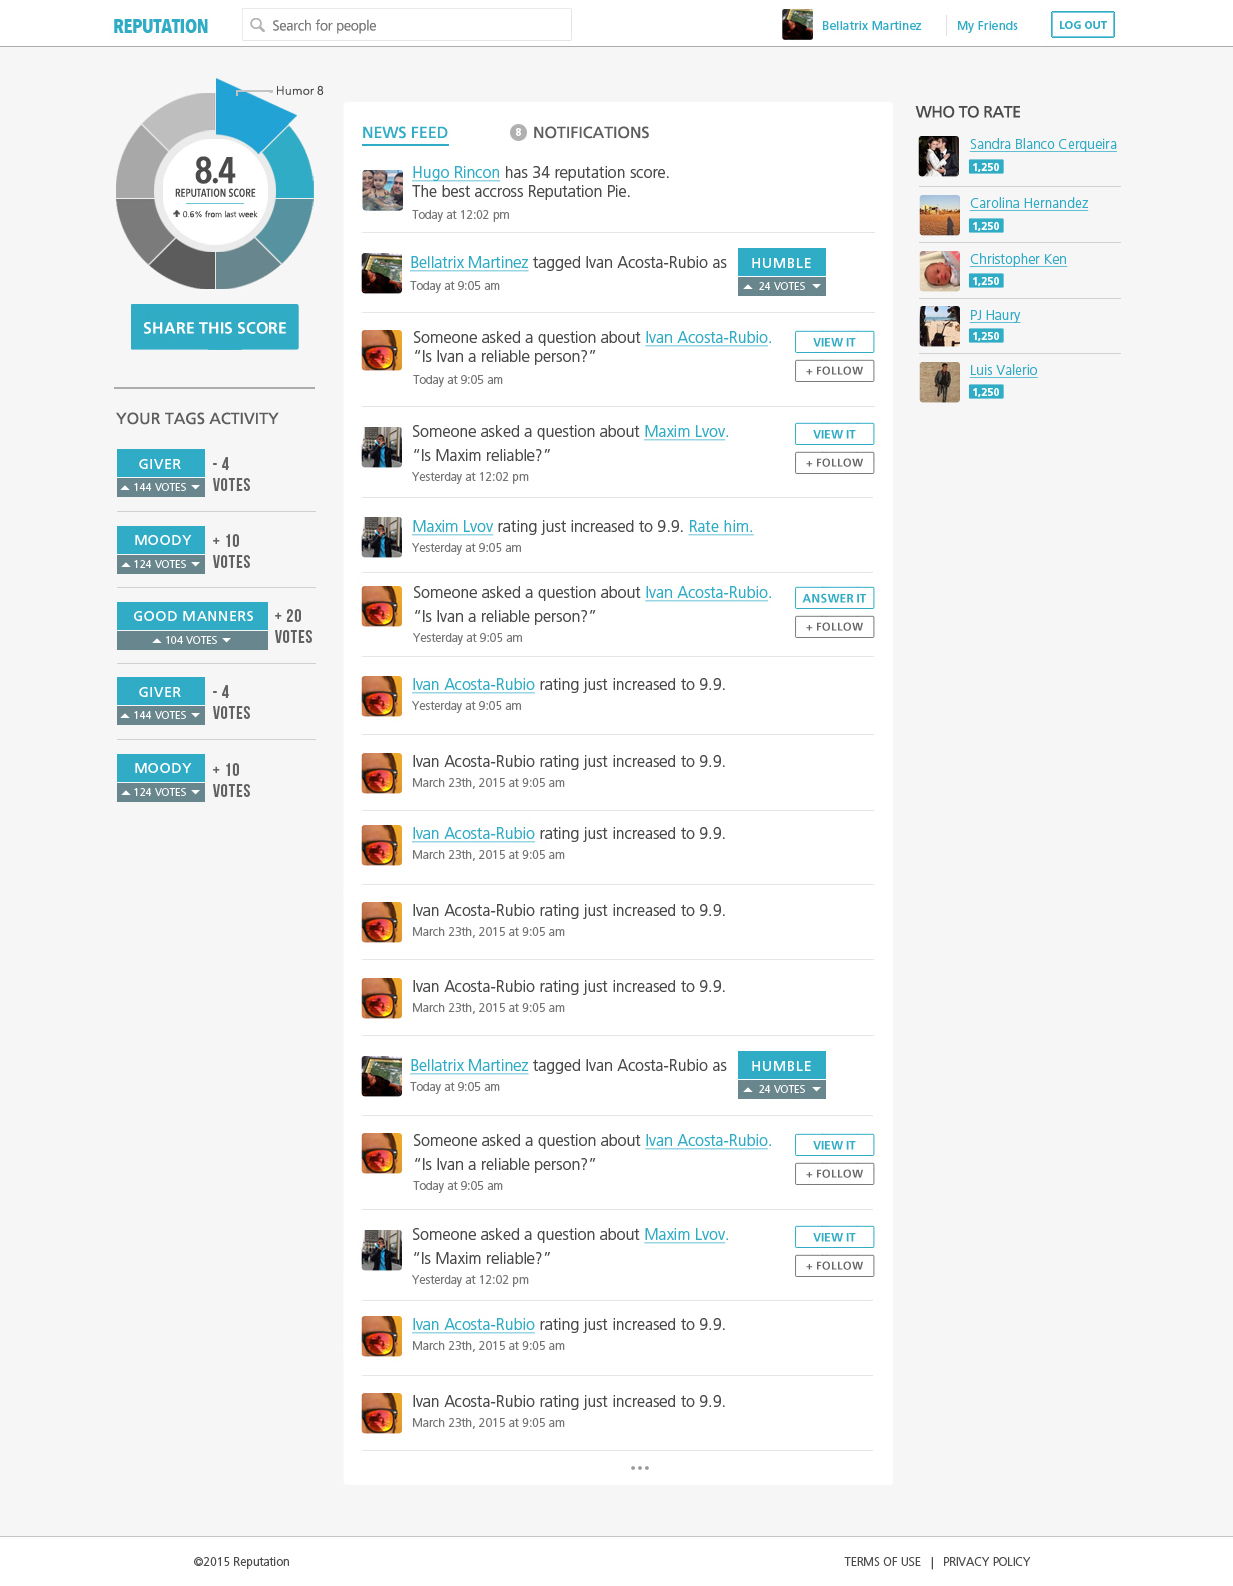 REPUTATION
Search for people
Bellatrix Martinez
My Friends
LOG OUT
Humor 8
8.4
REPUTATION SCORE
0.6% from last week
SHARE THIS SCORE
YOUR TAGS ACTIVITY
GIVER
144 VOTES
- 4
VOTES
MOODY
124 VOTES
+ 10
VOTES
GOOD MANNERS
104 VOTES
+ 20
VOTES
GIVER
144 VOTES
- 4
VOTES
MOODY
124 VOTES
+ 10
VOTES
NEWS FEED
8 NOTIFICATIONS
Hugo Rincon has 34 reputation score.
The best accross Reputation Pie.
Today at 12:02 pm
Bellatrix Martinez tagged Ivan Acosta-Rubio as
Today at 9:05 am
HUMBLE
24 VOTES
Someone asked a question about Ivan Acosta-Rubio.
“Is Ivan a reliable person?”
Today at 9:05 am
VIEW IT
+ FOLLOW
Someone asked a question about Maxim Lvov.
“Is Maxim reliable?”
Yesterday at 12:02 pm
VIEW IT
+ FOLLOW
Maxim Lvov rating just increased to 9.9. Rate him.
Yesterday at 9:05 am
Someone asked a question about Ivan Acosta-Rubio.
“Is Ivan a reliable person?”
Yesterday at 9:05 am
ANSWER IT
+ FOLLOW
Ivan Acosta-Rubio rating just increased to 9.9.
Yesterday at 9:05 am
Ivan Acosta-Rubio rating just increased to 9.9.
March 23th, 2015 at 9:05 am
Ivan Acosta-Rubio rating just increased to 9.9.
March 23th, 2015 at 9:05 am
Ivan Acosta-Rubio rating just increased to 9.9.
March 23th, 2015 at 9:05 am
Ivan Acosta-Rubio rating just increased to 9.9.
March 23th, 2015 at 9:05 am
Bellatrix Martinez tagged Ivan Acosta-Rubio as
Today at 9:05 am
HUMBLE
24 VOTES
Someone asked a question about Ivan Acosta-Rubio.
“Is Ivan a reliable person?”
Today at 9:05 am
VIEW IT
+ FOLLOW
Someone asked a question about Maxim Lvov.
“Is Maxim reliable?”
Yesterday at 12:02 pm
VIEW IT
+ FOLLOW
Ivan Acosta-Rubio rating just increased to 9.9.
March 23th, 2015 at 9:05 am
Ivan Acosta-Rubio rating just increased to 9.9.
March 23th, 2015 at 9:05 am
WHO TO RATE
Sandra Blanco Cerqueira
1,250
Carolina Hernandez
1,250
Christopher Ken
1,250
PJ Haury
1,250
Luis Valerio
1,250
©2015 Reputation
TERMS OF USE | PRIVACY POLICY